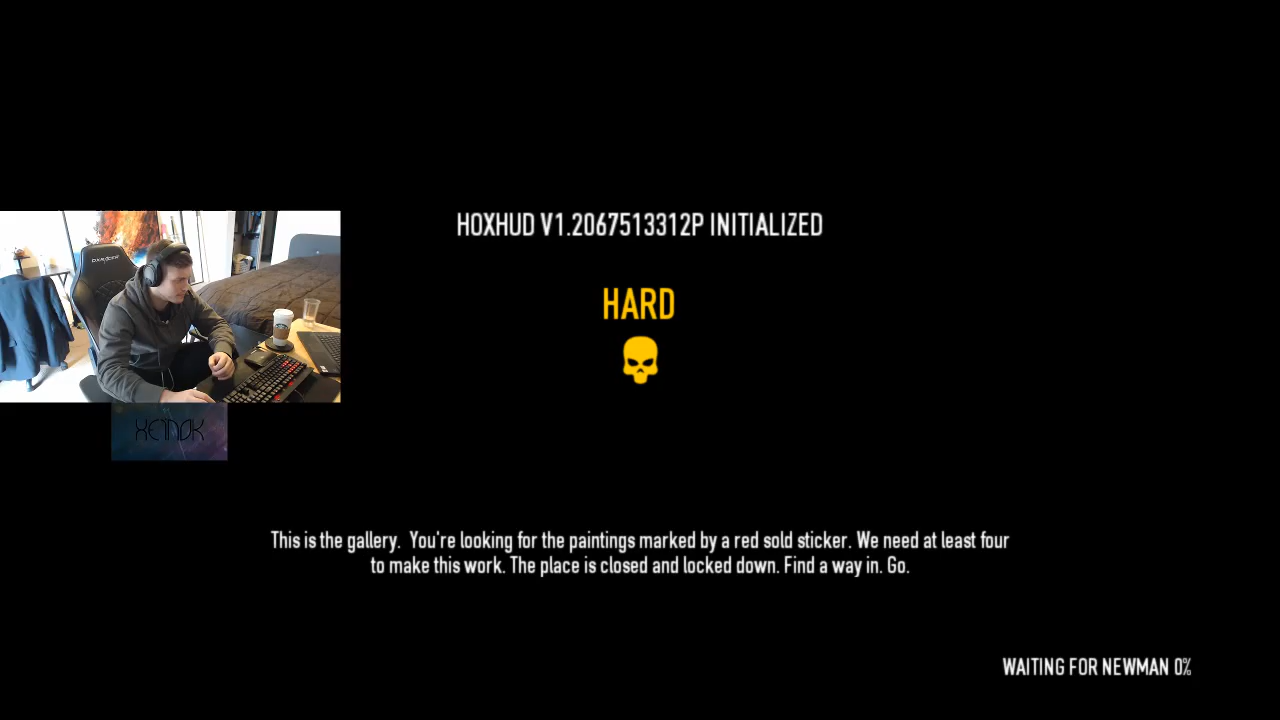 HOXHUD V1.2067513312P INITIALIZED
HARD
XEINOK
This is the gallery.  You're looking for the paintings marked by a red sold sticker. We need at least four
to make this work. The place is closed and locked down. Find a way in. Go.
WAITING FOR NEWMAN 0%